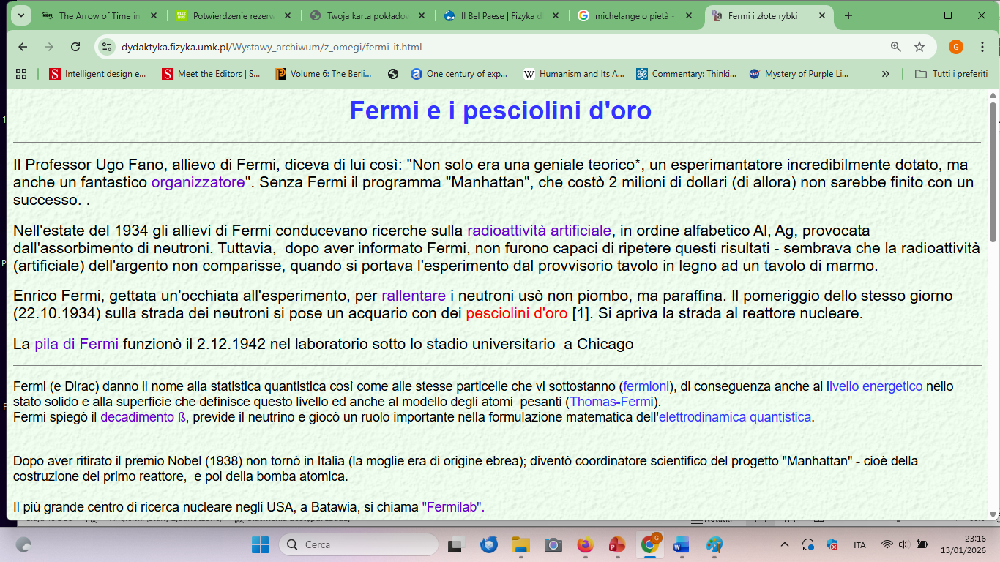 The Arrow of Time in
Potwierdzenie rezerw
Twoja karta pokładow
Il Bel Paese | Fizyka d
michelangelo pietà -
Fermi i złote rybki
dydaktyka.fizyka.umk.pl/Wystawy_archiwum/z_omegi/fermi-it.html
G
Intelligent design e...
Meet the Editors | S...
Volume 6: The Berli...
One century of exp...
Humanism and Its A...
Commentary: Thinki...
Mystery of Purple Li...
Tutti i preferiti
Fermi e i pesciolini d'oro
Il Professor Ugo Fano, allievo di Fermi, diceva di lui così: "Non solo era una geniale teorico*, un esperimantatore incredibilmente dotato, ma
anche un fantastico organizzatore". Senza Fermi il programma "Manhattan", che costò 2 milioni di dollari (di allora) non sarebbe finito con un
successo. .
Nell'estate del 1934 gli allievi di Fermi conducevano ricerche sulla radioattività artificiale, in ordine alfabetico Al, Ag, provocata
dall'assorbimento di neutroni. Tuttavia,  dopo aver informato Fermi, non furono capaci di ripetere questi risultati - sembrava che la radioattività
(artificiale) dell'argento non comparisse, quando si portava l'esperimento dal provvisorio tavolo in legno ad un tavolo di marmo.
Enrico Fermi, gettata un'occhiata all'esperimento, per rallentare i neutroni usò non piombo, ma paraffina. Il pomeriggio dello stesso giorno
(22.10.1934) sulla strada dei neutroni si pose un acquario con dei pesciolini d'oro [1]. Si apriva la strada al reattore nucleare.
La pila di Fermi funzionò il 2.12.1942 nel laboratorio sotto lo stadio universitario  a Chicago
Fermi (e Dirac) danno il nome alla statistica quantistica così come alle stesse particelle che vi sottostanno (fermioni), di conseguenza anche al livello energetico nello
stato solido e alla superficie che definisce questo livello ed anche al modello degli atomi  pesanti (Thomas-Fermi).
Fermi spiegò il decadimento ß, previde il neutrino e giocò un ruolo importante nella formulazione matematica dell'elettrodinamica quantistica.
Dopo aver ritirato il premio Nobel (1938) non tornò in Italia (la moglie era di origine ebrea); diventò coordinatore scientifico del progetto "Manhattan" - cioè della
costruzione del primo reattore,  e poi della bomba atomica.
Il più grande centro di ricerca nucleare negli USA, a Batawia, si chiama "Fermilab".
Cerca
ITA
23:16
13/01/2026